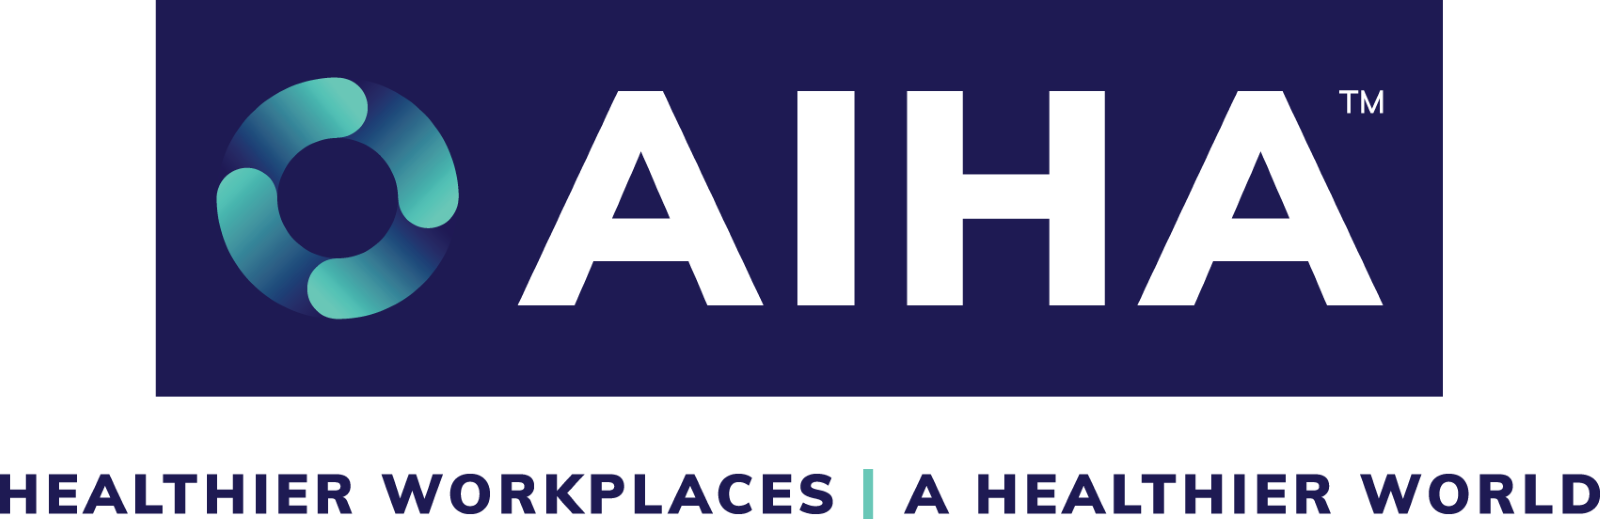 AIHA™
HEALTHIER WORKPLACES | A HEALTHIER WORLD